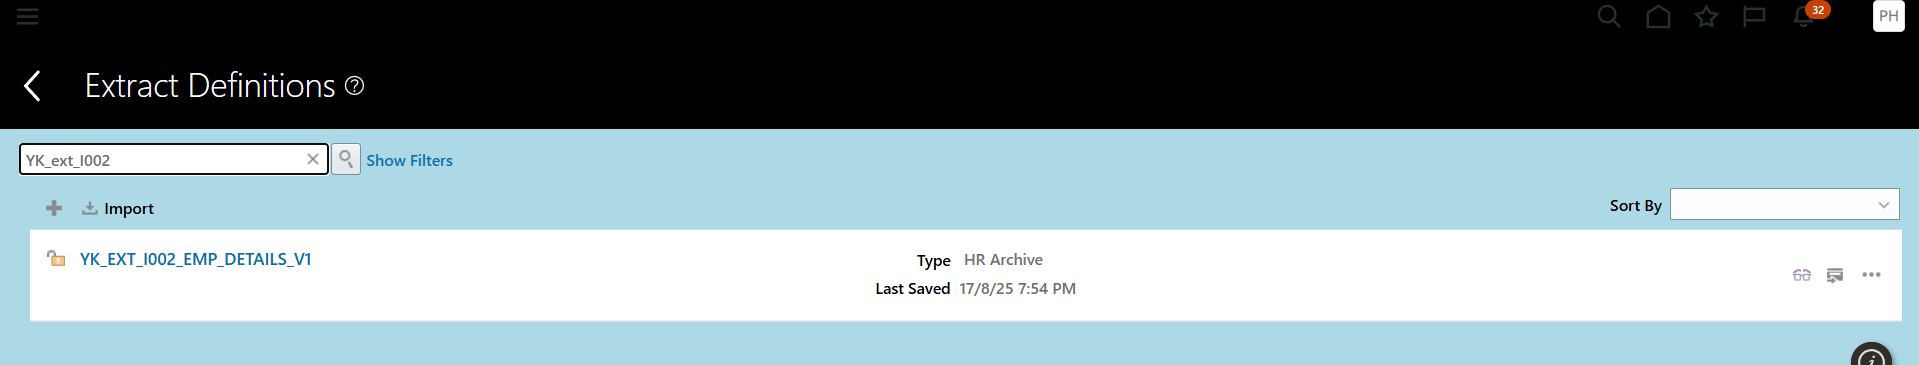 32
PH
Extract Definitions ?
YK_ext_I002
Show Filters
Import
Sort By
YK_EXT_I002_EMP_DETAILS_V1
Type HR Archive
Last Saved 17/8/25 7:54 PM
i